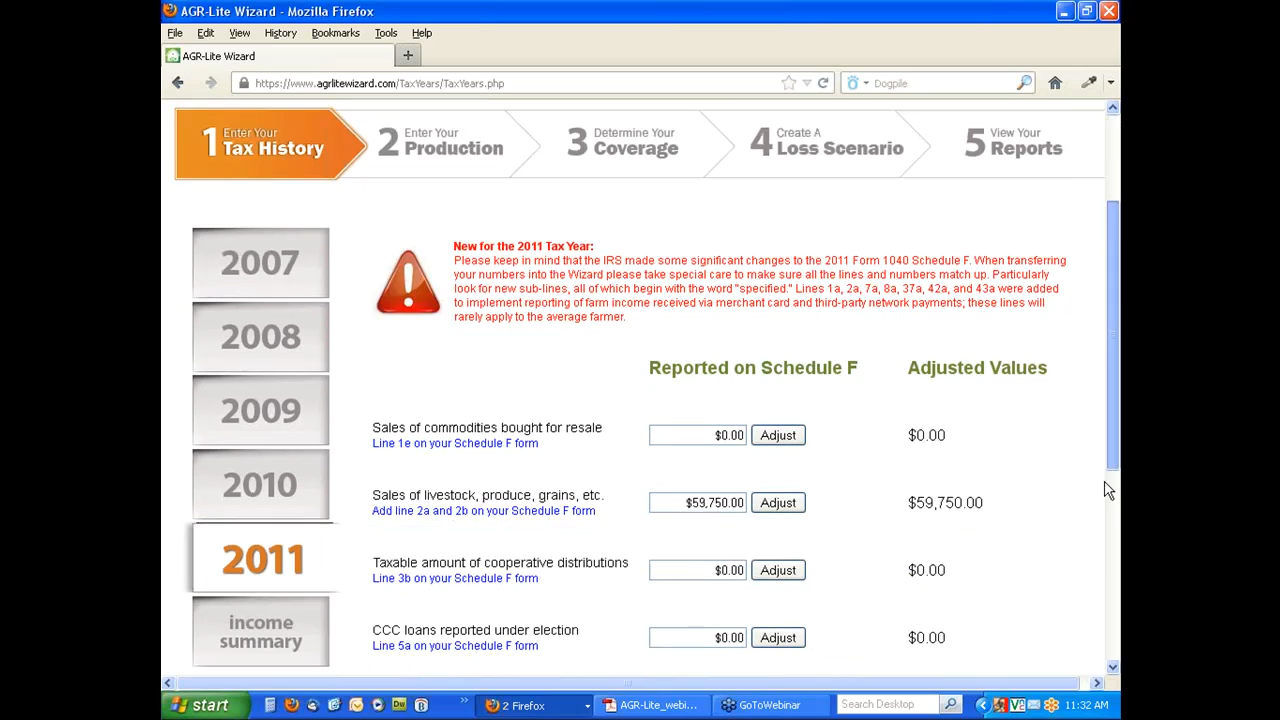 AGR-Lite Wizard - Mozilla Firefox
File Edit View History Bookmarks Tools Help
AGR-Lite Wizard
https://www.agrlitewizard.com/TaxYears/TaxYears.php
Dogpile
1 Enter Your Tax History
2 Enter Your Production
3 Determine Your Coverage
4 Create A Loss Scenario
5 View Your Reports
2007
2008
2009
2010
2011
income
summary
New for the 2011 Tax Year:
Please keep in mind that the IRS made some significant changes to the 2011 Form 1040 Schedule F. When transferring
your numbers into the Wizard please take special care to make sure all the lines and numbers match up. Particularly
look for new sub-lines, all of which begin with the word "specified." Lines 1a, 2a, 7a, 8a, 37a, 42a, and 43a were added
to implement reporting of farm income received via merchant card and third-party network payments; these lines will
rarely apply to the average farmer.
Reported on Schedule F Adjusted Values
Sales of commodities bought for resale
Line 1e on your Schedule F form
$0.00 Adjust $0.00
Sales of livestock, produce, grains, etc.
Add line 2a and 2b on your Schedule F form
$59,750.00 Adjust $59,750.00
Taxable amount of cooperative distributions
Line 3b on your Schedule F form
$0.00 Adjust $0.00
CCC loans reported under election
Line 5a on your Schedule F form
$0.00 Adjust $0.00
start
2 Firefox
AGR-Lite_webi...
GoToWebinar
Search Desktop
11:32 AM